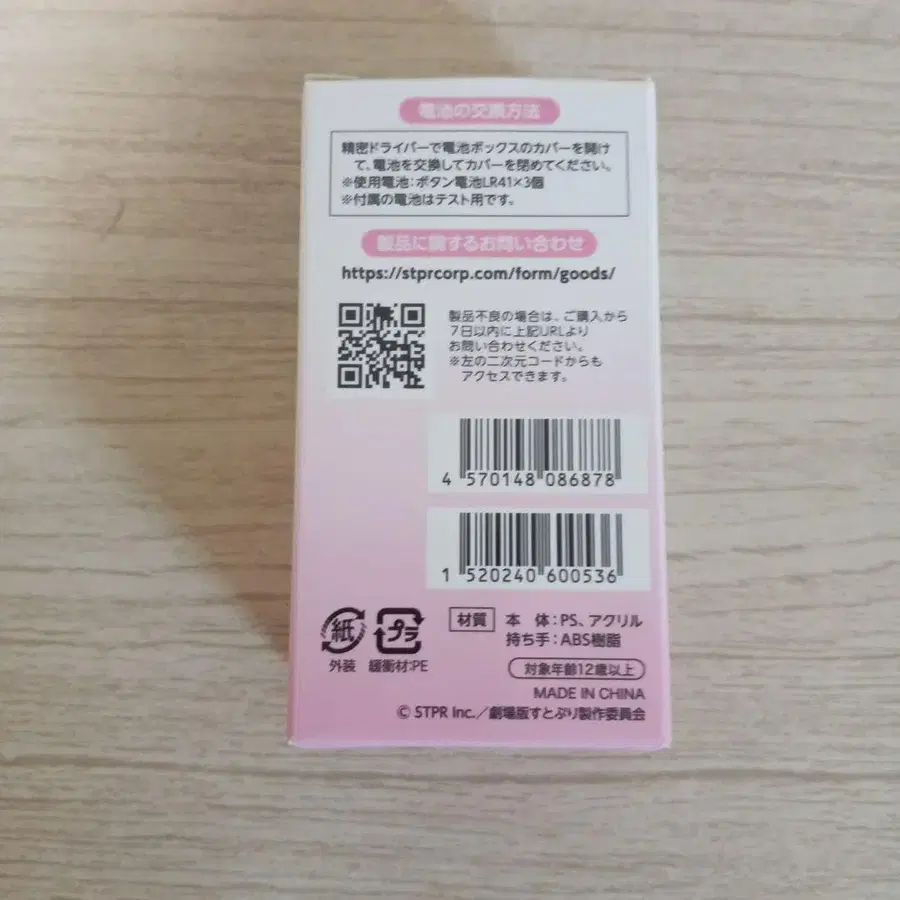 電池の交換方法
精密ドライバーで電池ボックスのカバーを開け
て、電池を交換してカバーを閉めてください。
※使用電池：ボタン電池LR41×3個
※付属の電池はテスト用です。
製品に関するお問い合わせ
https://stprcorp.com/form/goods/
製品不良の場合は、ご購入から
7日以内に上記URLより
お問い合わせください。
※左の二次元コードからも
アクセスできます。
4 570148 086878
1 520240 600536
紙
外装
プラ
緩衝材:PE
材質 本 体：PS、アクリル
持ち手：ABS樹脂
対象年齢12歳以上
MADE IN CHINA
© STPR Inc.／劇場版すとぷり製作委員会